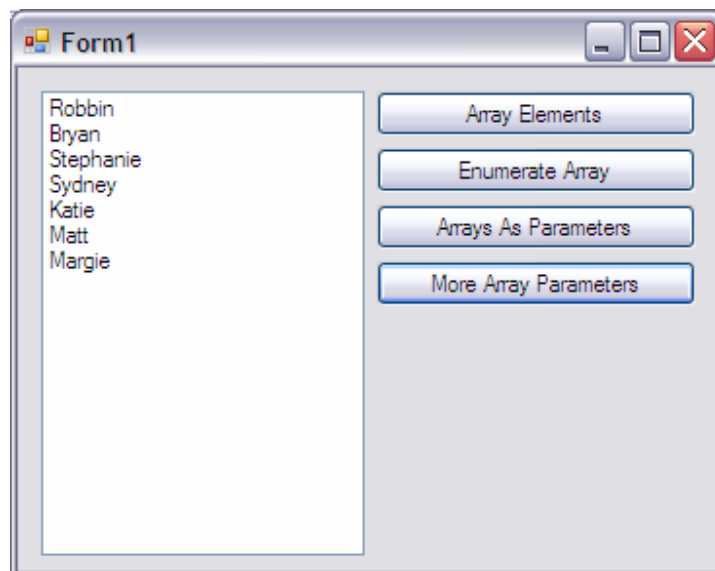 Form1
Robbin
Bryan
Stephanie
Sydney
Katie
Matt
Margie
Array Elements
Enumerate Array
Arrays As Parameters
More Array Parameters